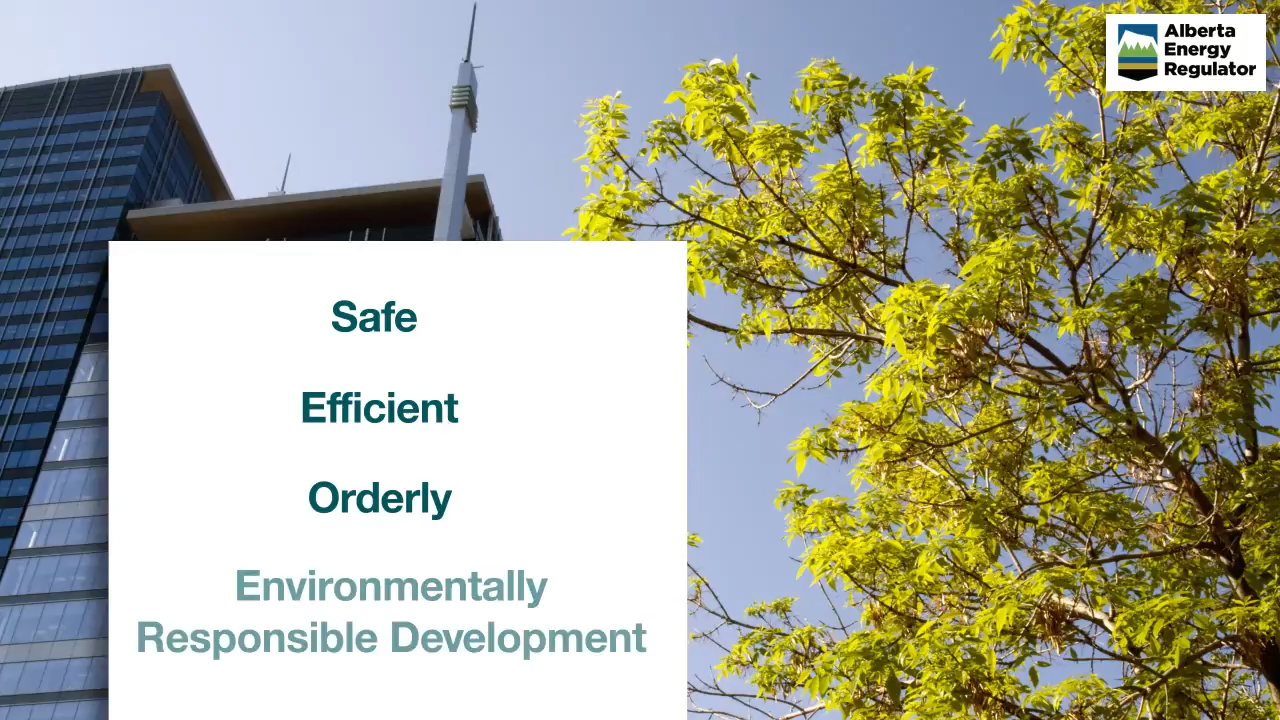 Alberta
Energy
Regulator
Safe
Efficient
Orderly
Environmentally
Responsible Development